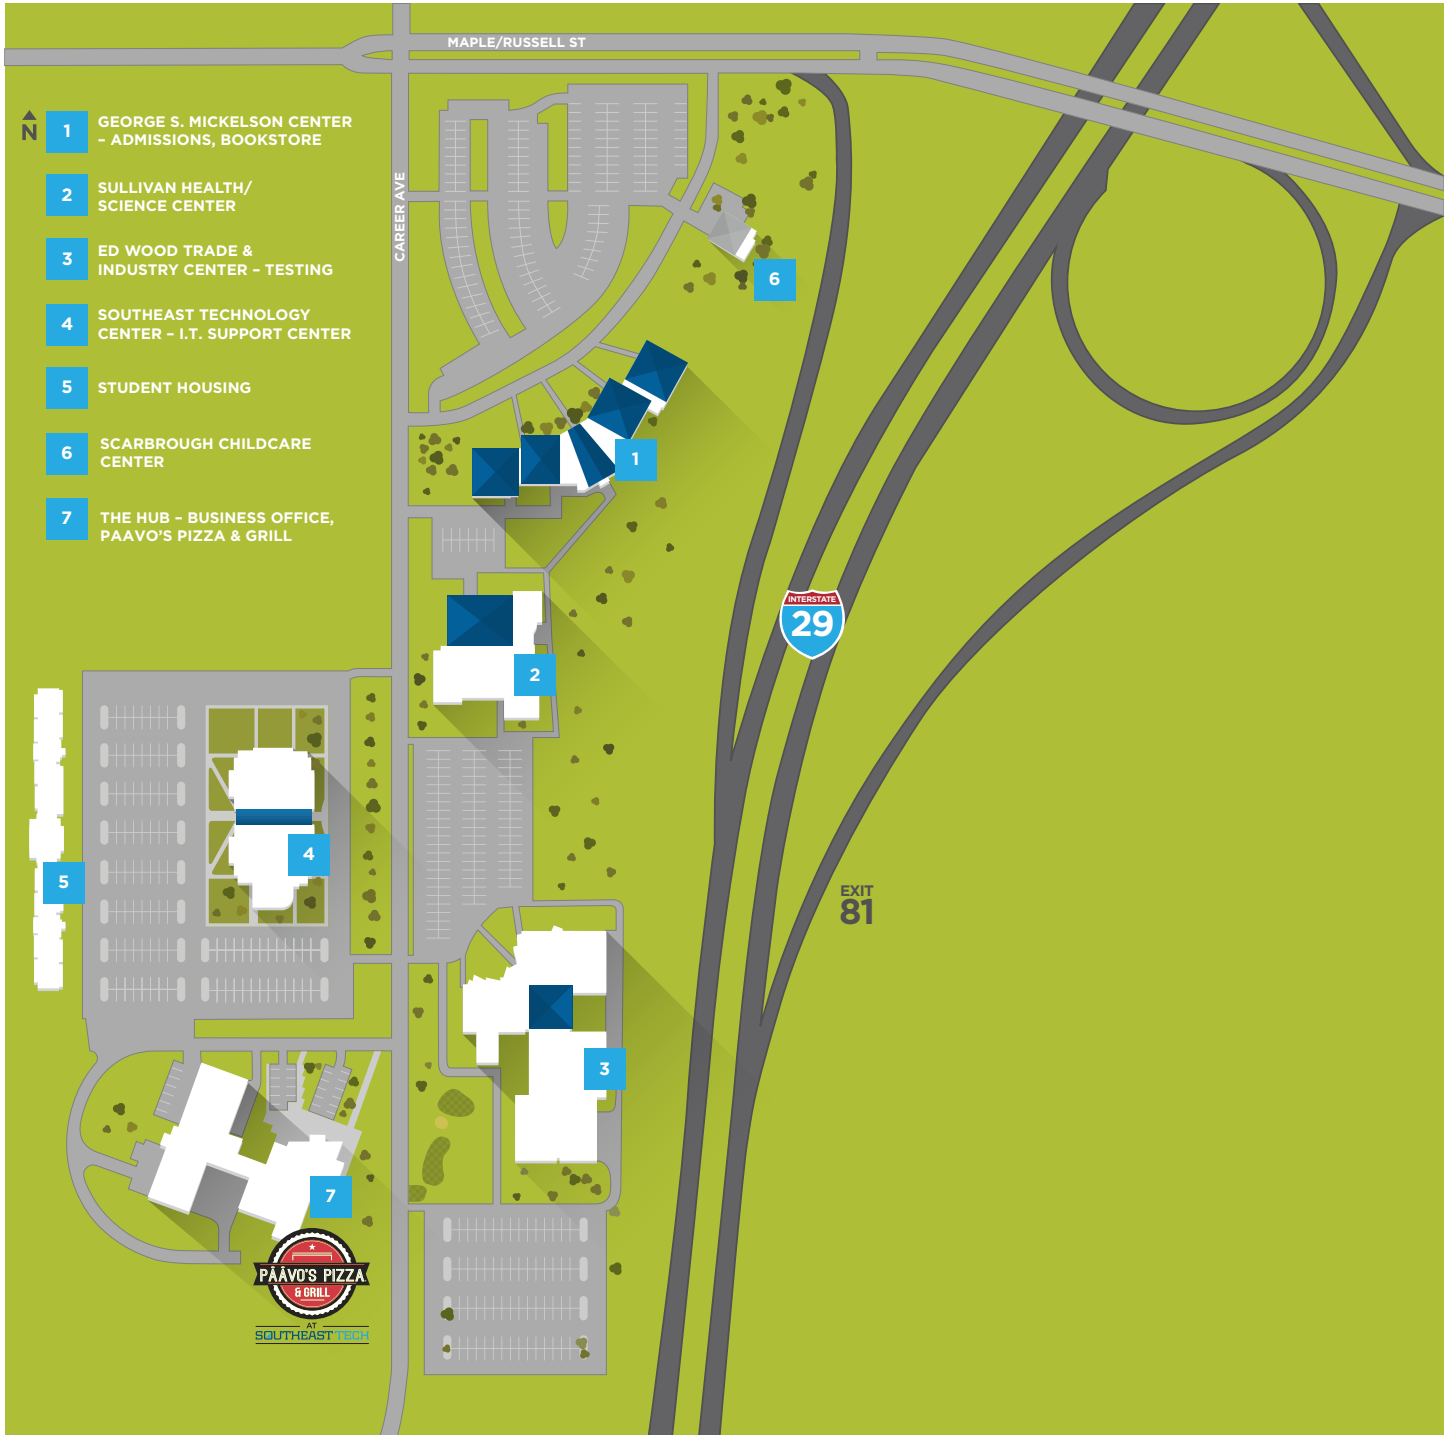 MAPLE/RUSSELL ST
N
1
GEORGE S. MICKELSON CENTER
– ADMISSIONS, BOOKSTORE
2
SULLIVAN HEALTH/
SCIENCE CENTER
3
ED WOOD TRADE &
INDUSTRY CENTER – TESTING
4
SOUTHEAST TECHNOLOGY
CENTER – I.T. SUPPORT CENTER
5
STUDENT HOUSING
6
SCARBROUGH CHILDCARE
CENTER
7
THE HUB – BUSINESS OFFICE,
PAAVO'S PIZZA & GRILL
CAREER AVE
6
1
INTERSTATE
29
2
4
5
EXIT
81
3
7
PÄÄVO'S PIZZA
& GRILL
AT
SOUTHEAST TECH